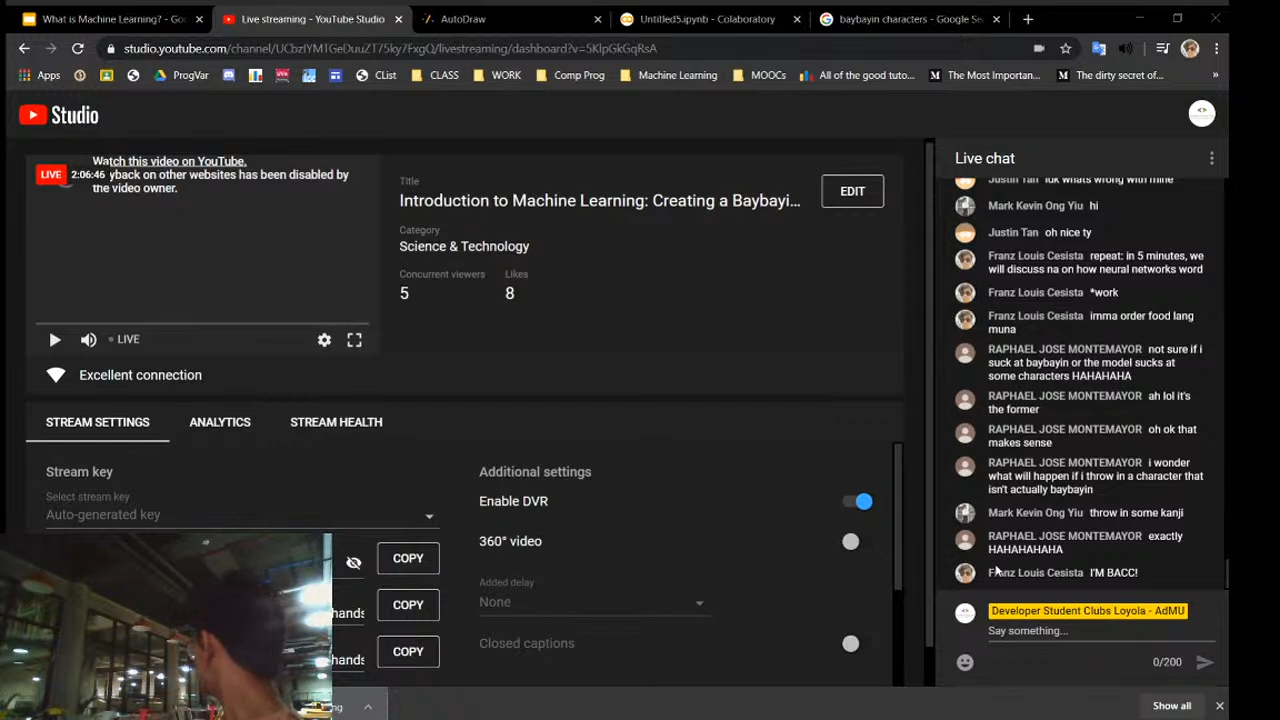 What is Machine Learning? - Go
Live streaming - YouTube Studio
AutoDraw
Untitled5.ipynb - Colaboratory
baybayin characters - Google Se
studio.youtube.com/channel/UCbzIYMTGeDuuZT75ky7FxgQ/livestreaming/dashboard?v=5KlpGkGqRsA
Apps
ProgVar
CList
CLASS
WORK
Comp Prog
Machine Learning
MOOCs
All of the good tuto...
The Most Importan...
The dirty secret of...
Studio
Watch this video on YouTube.
LIVE 2:06:46 yback on other websites has been disabled by
the video owner.
LIVE
Excellent connection
Title
Introduction to Machine Learning: Creating a Baybayi...
EDIT
Category
Science & Technology
Concurrent viewers
Likes
5
8
STREAM SETTINGS
ANALYTICS
STREAM HEALTH
Stream key
Select stream key
Auto-generated key
COPY
hands
COPY
hands
COPY
Additional settings
Enable DVR
360° video
Added delay
None
Closed captions
Live chat
Justin Tan idk whats wrong with mine
Mark Kevin Ong Yiu hi
Justin Tan oh nice ty
Franz Louis Cesista repeat: in 5 minutes, we
will discuss na on how neural networks word
Franz Louis Cesista *work
Franz Louis Cesista imma order food lang
muna
RAPHAEL JOSE MONTEMAYOR not sure if i
suck at baybayin or the model sucks at
some characters HAHAHAHA
RAPHAEL JOSE MONTEMAYOR ah lol it's
the former
RAPHAEL JOSE MONTEMAYOR oh ok that
makes sense
RAPHAEL JOSE MONTEMAYOR i wonder
what will happen if i throw in a character that
isn't actually baybayin
Mark Kevin Ong Yiu throw in some kanji
RAPHAEL JOSE MONTEMAYOR exactly
HAHAHAHAHA
Franz Louis Cesista I'M BACC!
Developer Student Clubs Loyola - AdMU
Say something...
0/200
ng
Show all